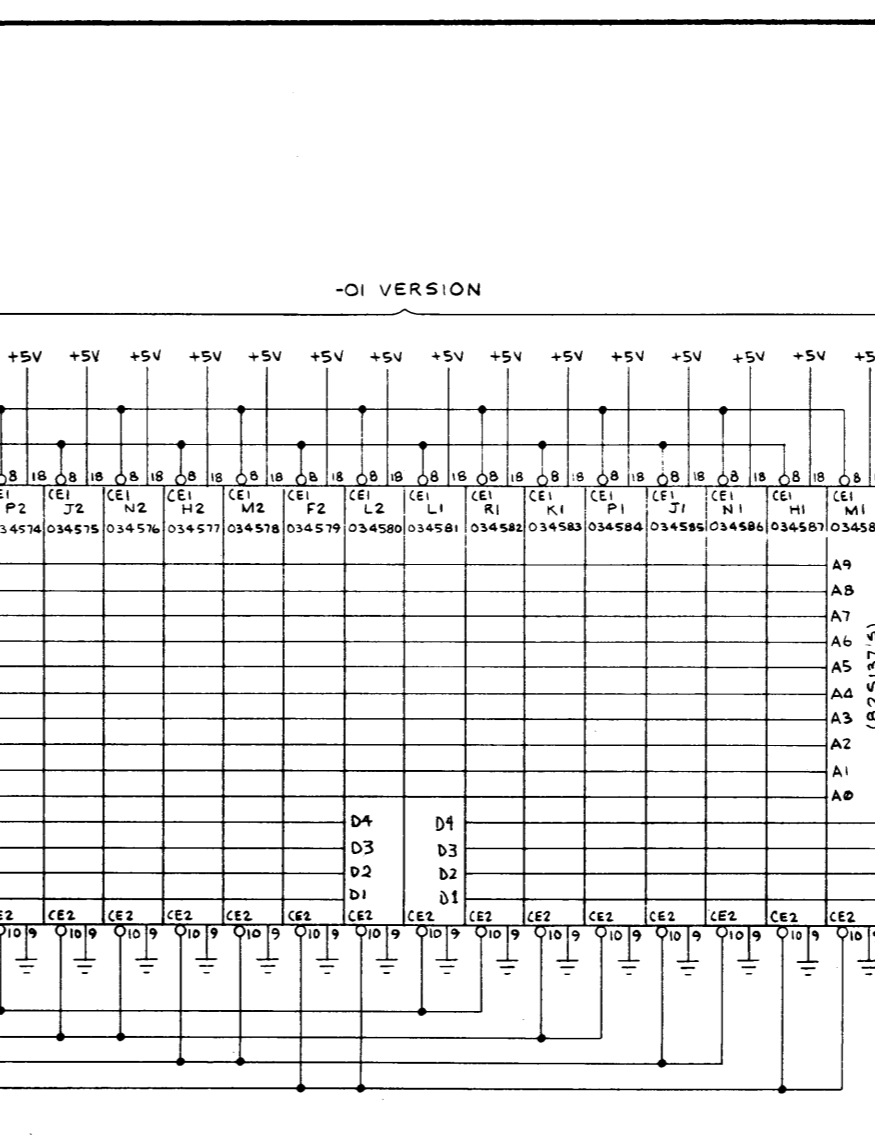 -01 VERSION
+5V +5V +5V +5V +5V +5V +5V +5V +5V +5V +5V +5V +5V +5V +5
8 18 8 18 8 18 8 18 8 18 8 18 8 18 8 18 8 18 8 18 8 18 8 18 8 18 8 18 8
E1 CE1 CE1 CE1 CE1 CE1 CE1 CE1 CE1 CE1 CE1 CE1 CE1 CE1 CE1
P2 J2 N2 H2 M2 F2 L2 L1 R1 K1 P1 J1 N1 H1 M1
34574 034575 034576 034577 034578 034579 034580 034581 034582 034583 034584 034585 034586 034587 03458
A9
A8
A7
A6
A5
A4
A3
A2
A1
A0
(82S137'S)
D4 D4
D3 D3
D2 D2
D1 D1
E2 CE2 CE2 CE2 CE2 CE2 CE2 CE2 CE2 CE2 CE2 CE2 CE2 CE2 CE2
10 9 10 9 10 9 10 9 10 9 10 9 10 9 10 9 10 9 10 9 10 9 10 9 10 9 10 9 10 9